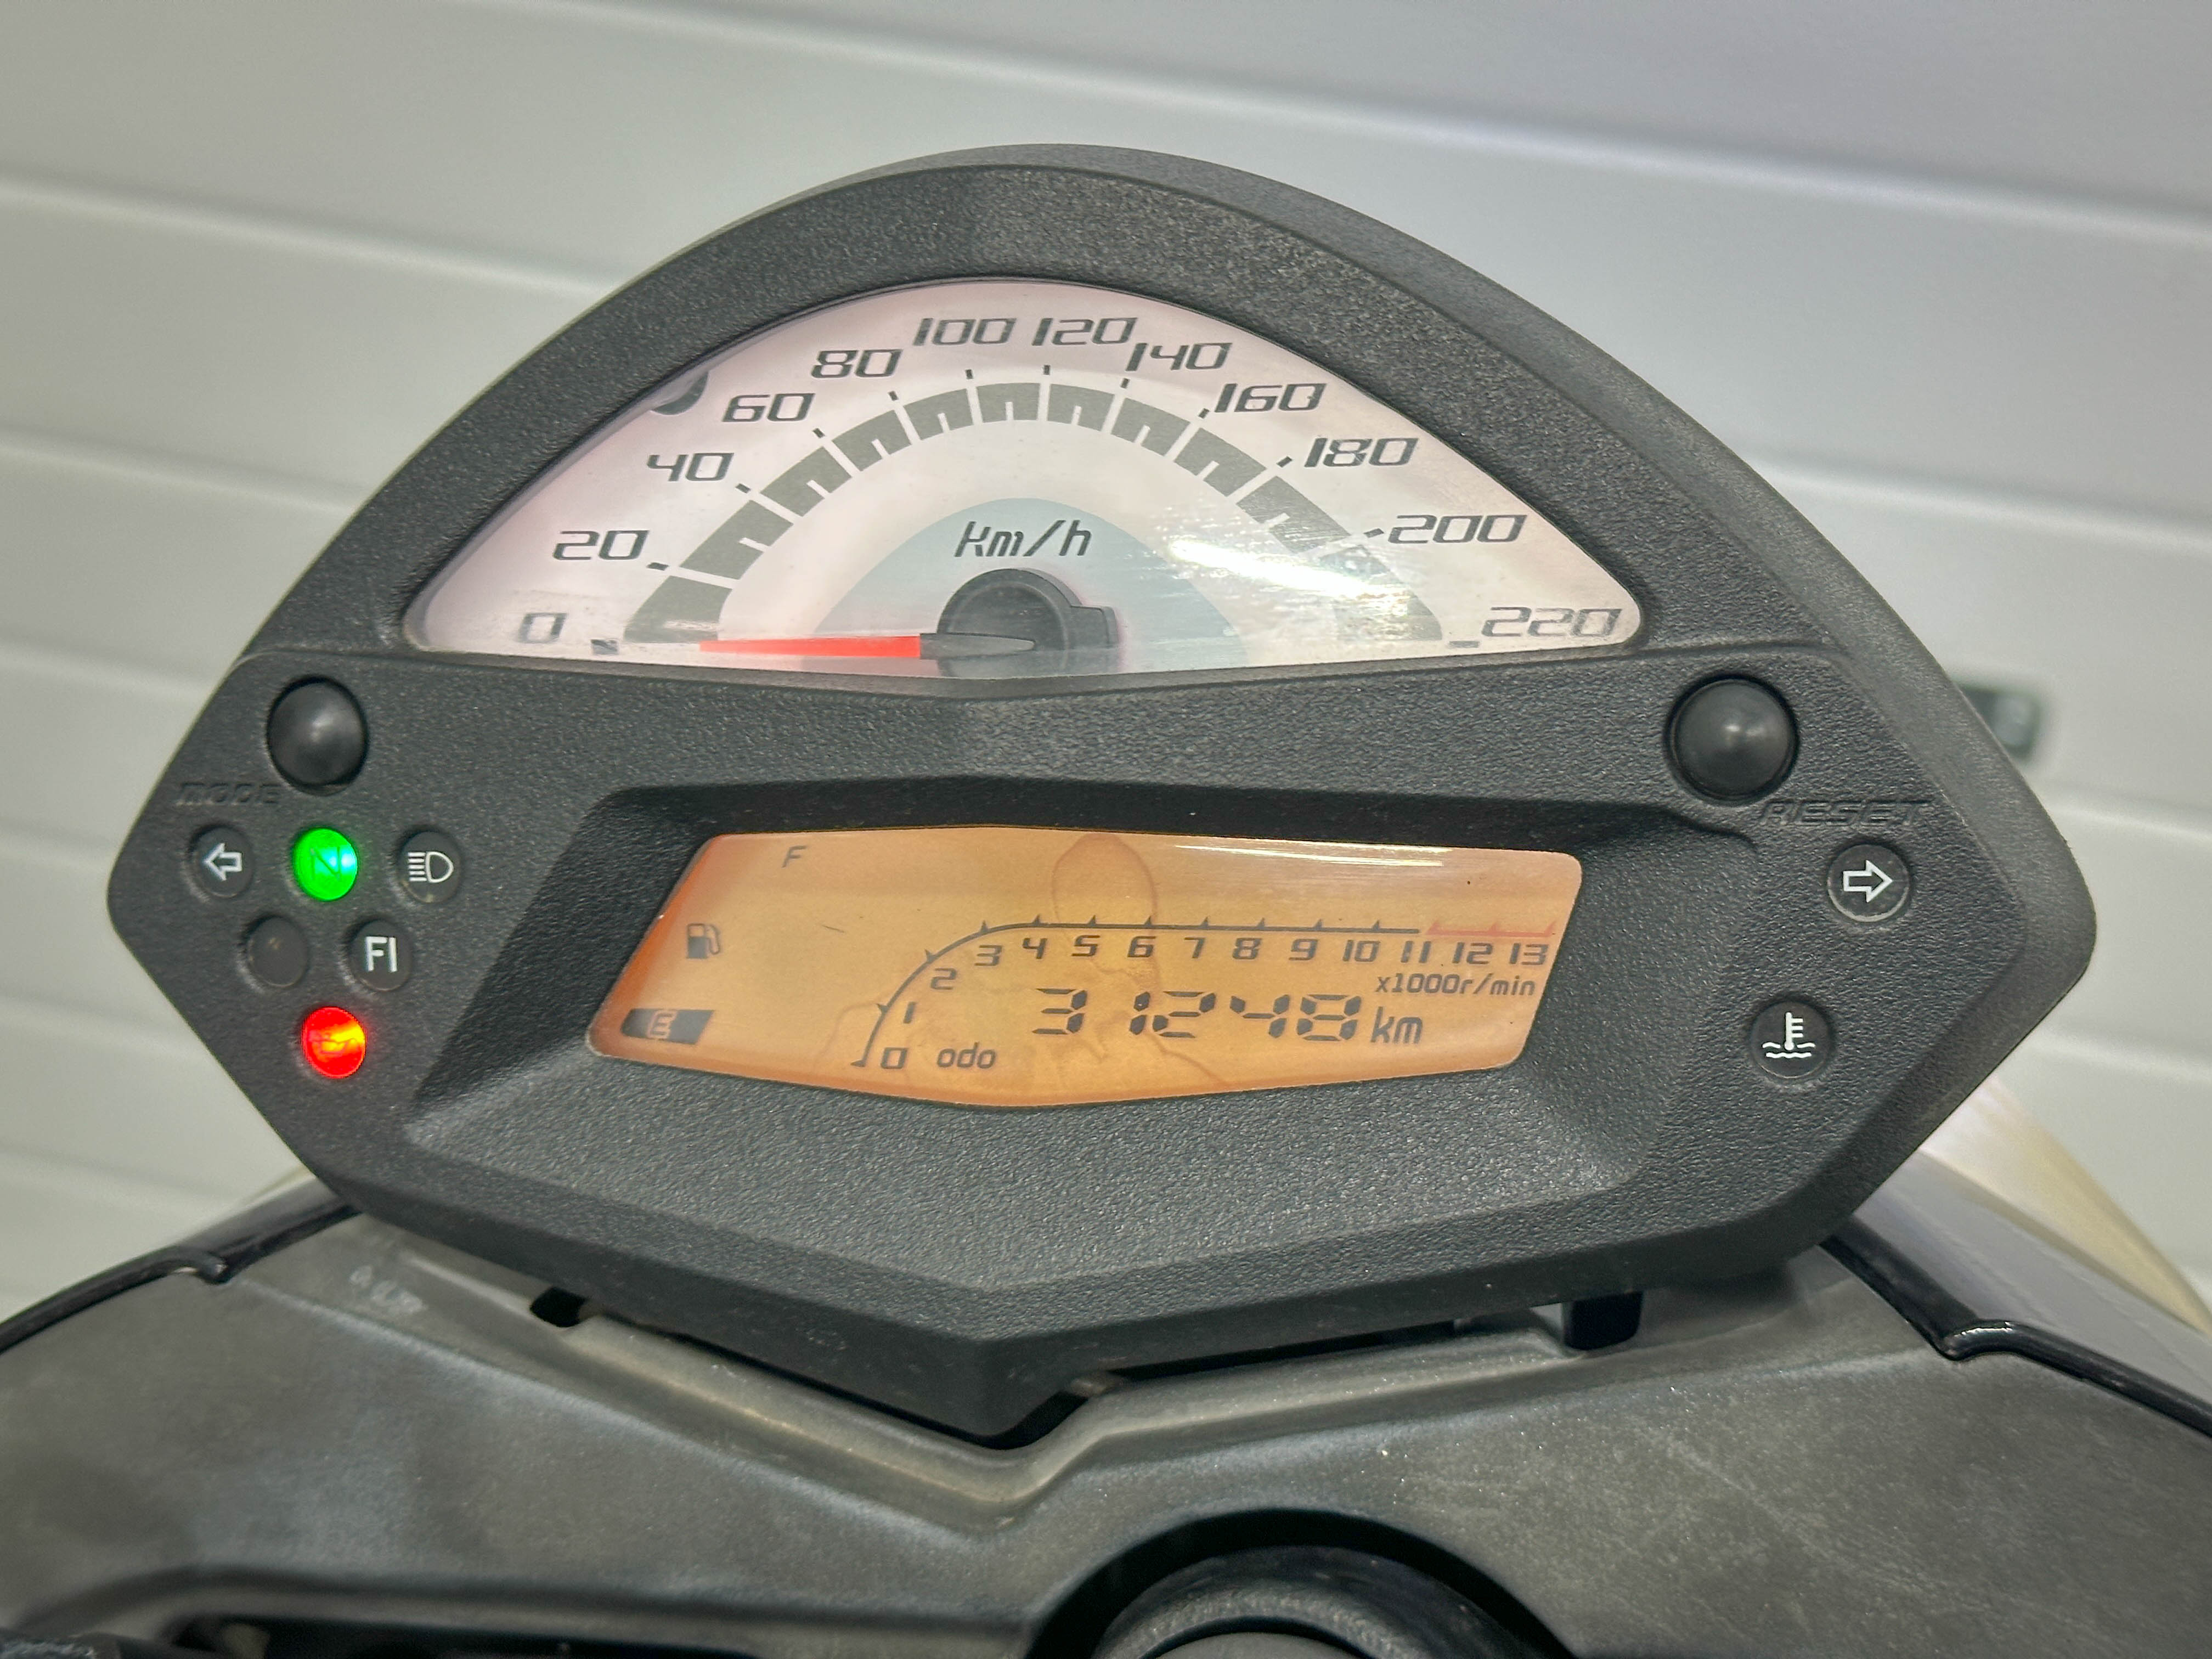 0 20 40 60 80 100 120 140 160 180 200 220
km/h
MODE
RESET
N
FI
F
E
0 1 2 3 4 5 6 7 8 9 10 11 12 13
x1000r/min
odo 31248 km